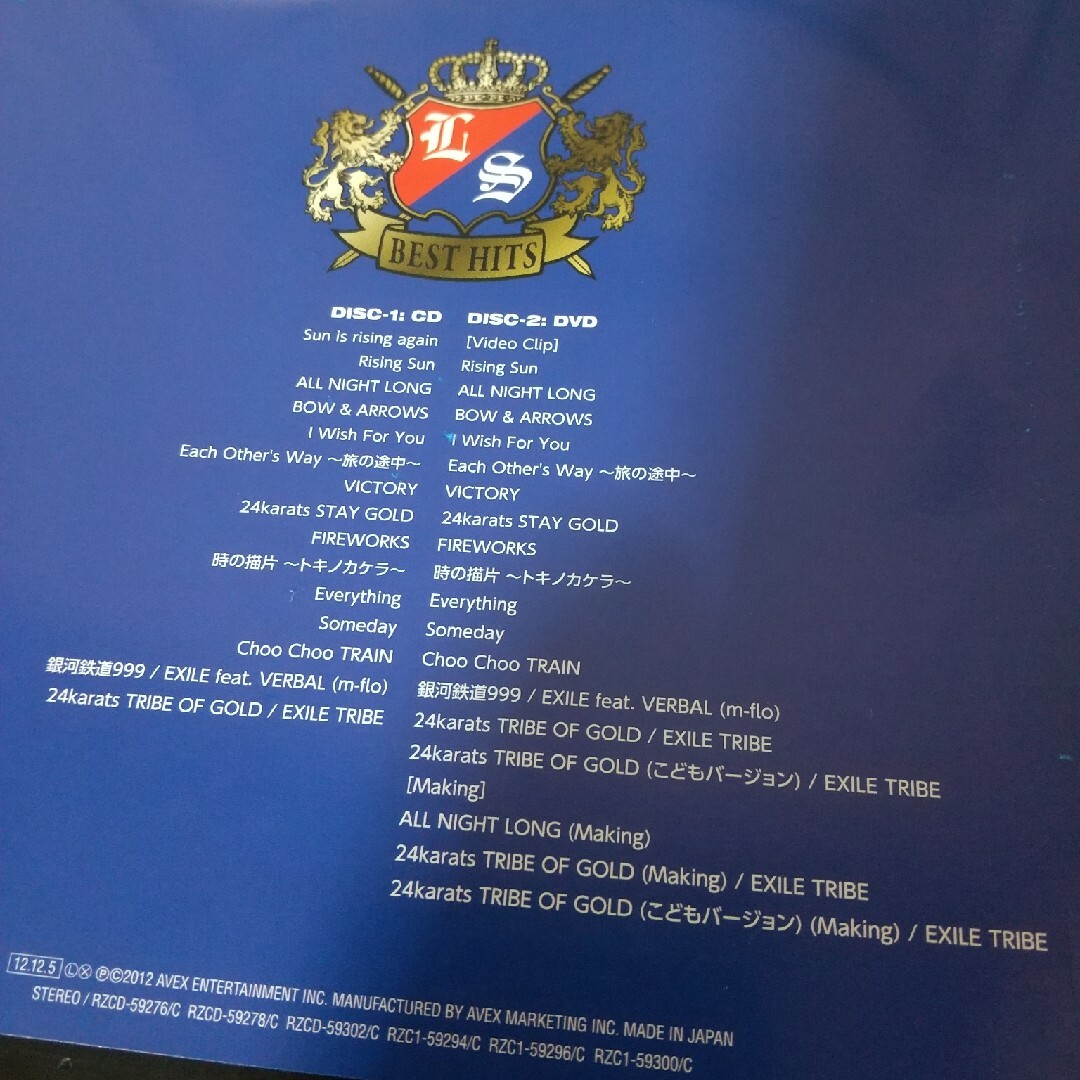 L
S
BEST HITS
DISC-1: CD
Sun is rising again
Rising Sun
ALL NIGHT LONG
BOW & ARROWS
I Wish For You
Each Other's Way 〜旅の途中〜
VICTORY
24karats STAY GOLD
FIREWORKS
時の描片 〜トキノカケラ〜
Everything
Someday
Choo Choo TRAIN
銀河鉄道999 / EXILE feat. VERBAL (m-flo)
24karats TRIBE OF GOLD / EXILE TRIBE
DISC-2: DVD
[Video Clip]
Rising Sun
ALL NIGHT LONG
BOW & ARROWS
I Wish For You
Each Other's Way 〜旅の途中〜
VICTORY
24karats STAY GOLD
FIREWORKS
時の描片 〜トキノカケラ〜
Everything
Someday
Choo Choo TRAIN
銀河鉄道999 / EXILE feat. VERBAL (m-flo)
24karats TRIBE OF GOLD / EXILE TRIBE
24karats TRIBE OF GOLD (こどもバージョン) / EXILE TRIBE
[Making]
ALL NIGHT LONG (Making)
24karats TRIBE OF GOLD (Making) / EXILE TRIBE
24karats TRIBE OF GOLD (こどもバージョン) (Making) / EXILE TRIBE
12.12.5 Ⓛ Ⓧ ℗©2012 AVEX ENTERTAINMENT INC. MANUFACTURED BY AVEX MARKETING INC. MADE IN JAPAN
STEREO / RZCD-59276/C RZCD-59278/C RZCD-59302/C RZC1-59294/C RZC1-59296/C RZC1-59300/C